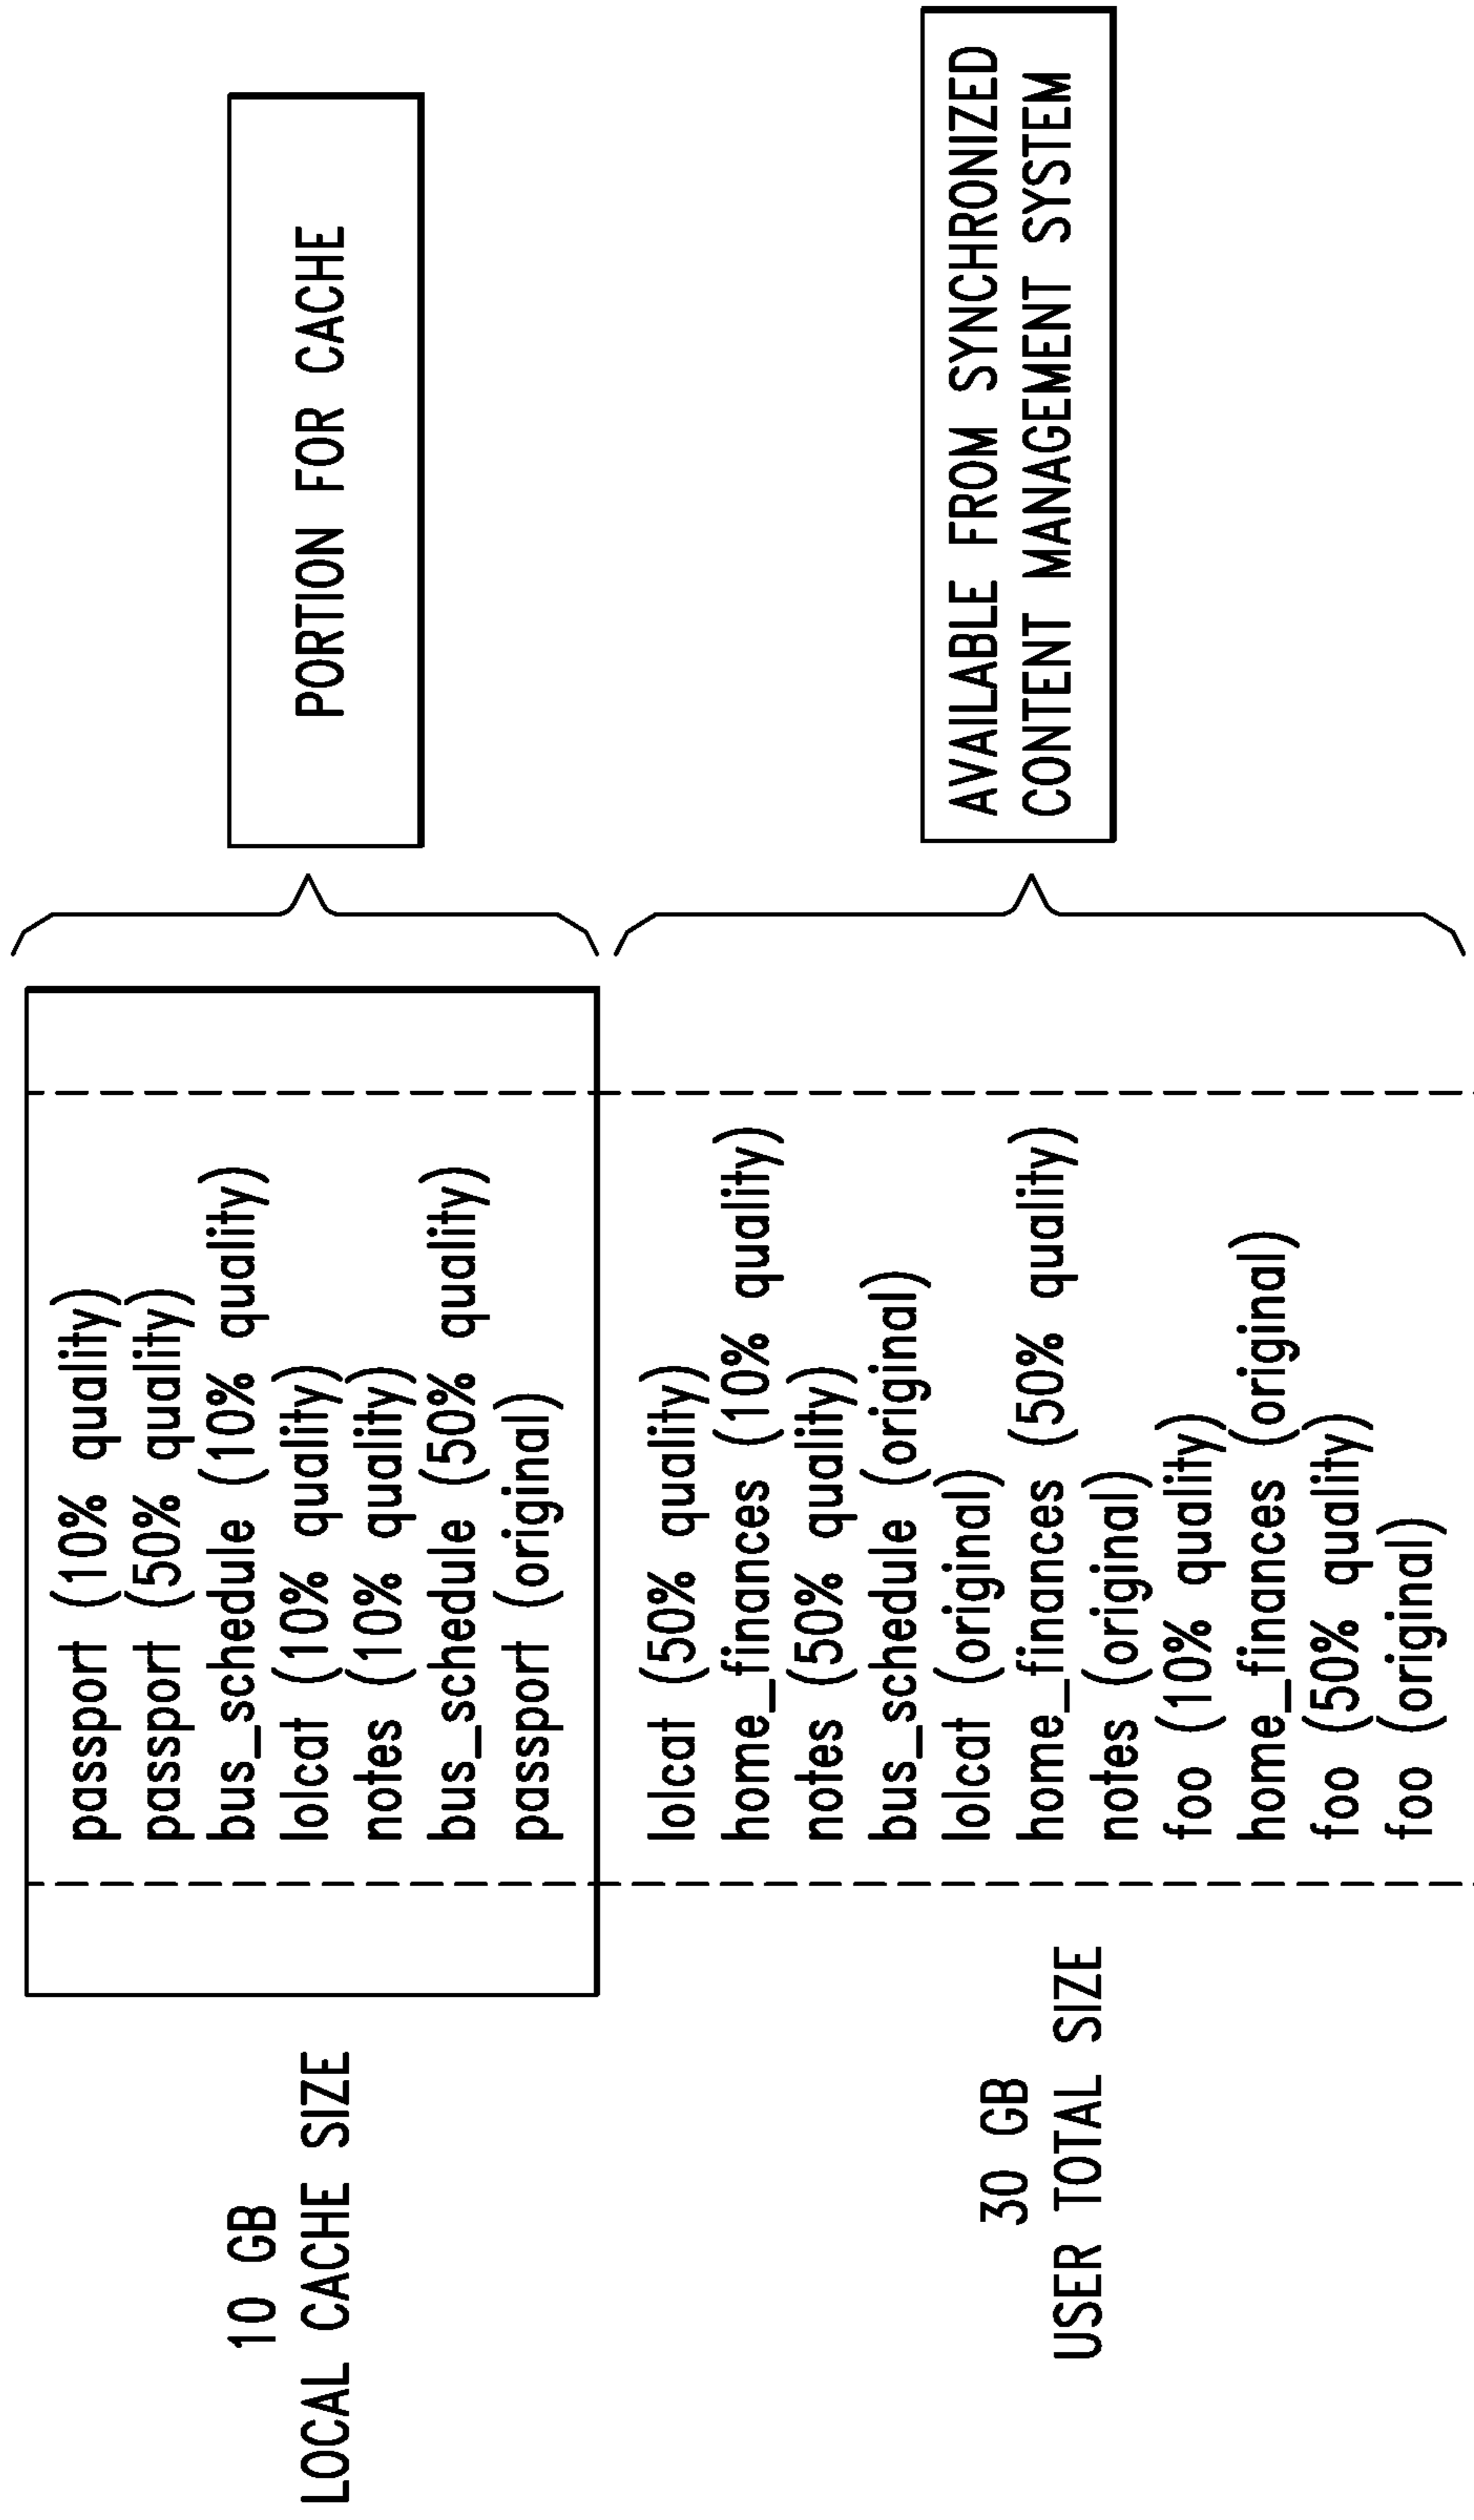 10 GB
LOCAL CACHE SIZE
passport (10% quality)
passport (50% quality)
bus_schedule (10% quality)
lolcat (10% quality)
notes (10% quality)
bus_schedule (50% quality)
passport (original)
PORTION FOR CACHE
30 GB
USER TOTAL SIZE
lolcat (50% quality)
home_finances (10% quality)
notes (50% quality)
bus_schedule (original)
lolcat (original)
home_finances (50% quality)
notes (original)
foo (10% quality)
home_finances (original)
foo (50% quality)
foo (original)
AVAILABLE FROM SYNCHRONIZED
CONTENT MANAGEMENT SYSTEM